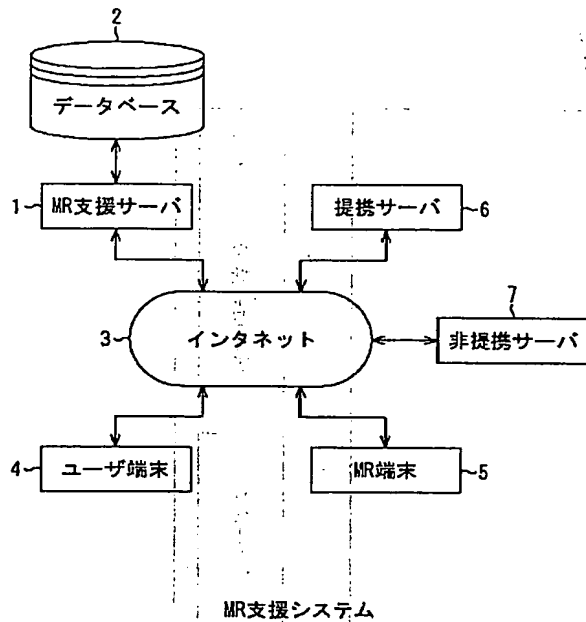 2
データベース
1
MR支援サーバ
提携サーバ
6
3
インタネット
7
非提携サーバ
4
ユーザ端末
MR端末
5
MR支援システム